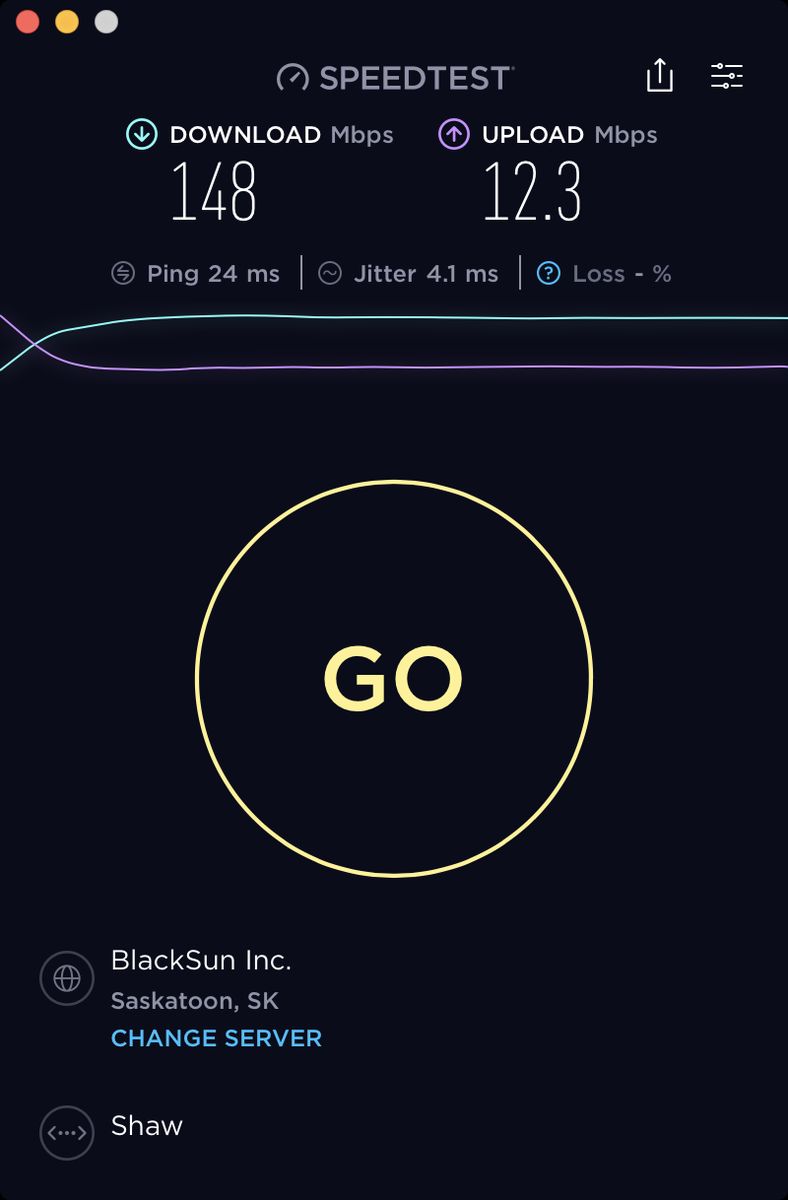 SPEEDTEST
DOWNLOAD Mbps
148
UPLOAD Mbps
12.3
Ping 24 ms
Jitter 4.1 ms
? Loss - %
GO
BlackSun Inc.
Saskatoon, SK
CHANGE SERVER
Shaw